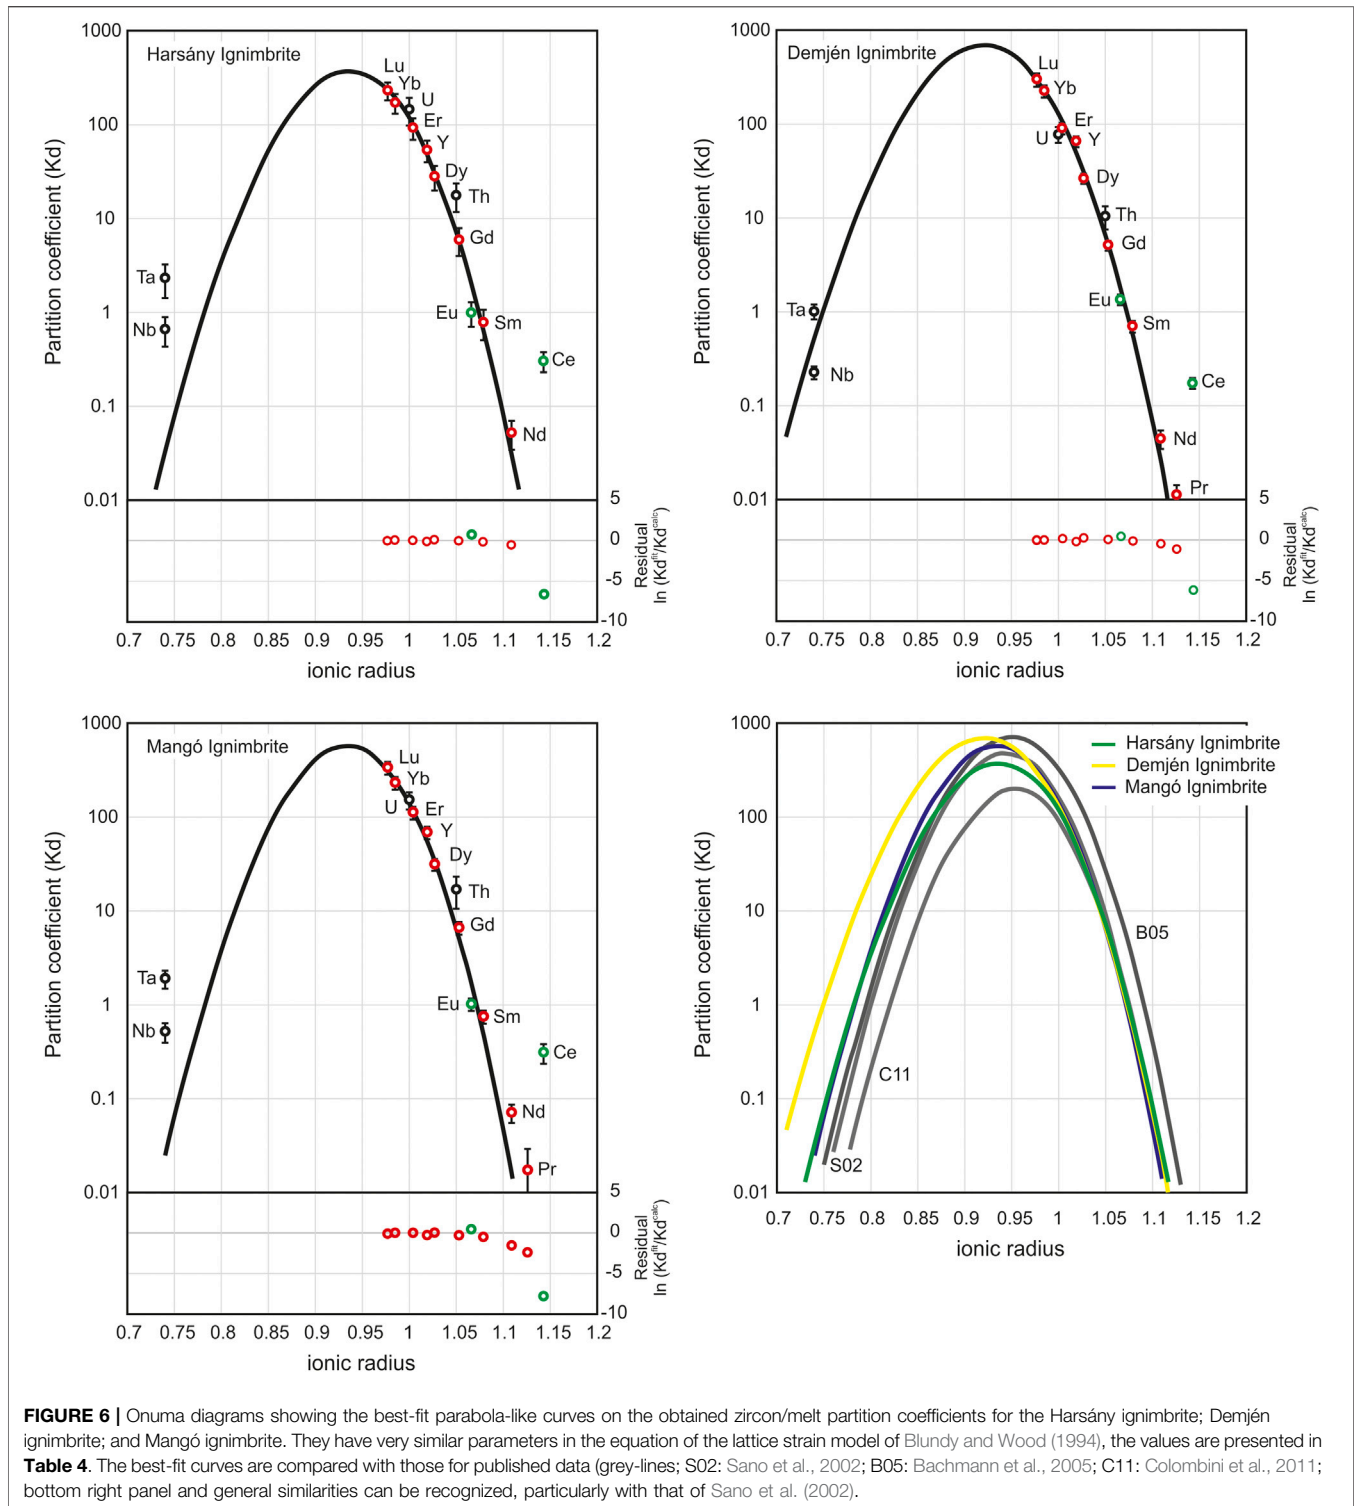 Harsány Ignimbrite
Partition coefficient (Kd)
1000
100
10
1
0.1
0.01
Lu
Yb
U
Er
Y
Dy
Th
Gd
Ta
Nb
Eu
Sm
Ce
Nd
5
0
-5
-10
Residual
ln (Kdfit/Kdcalc)
0.7 0.75 0.8 0.85 0.9 0.95 1 1.05 1.1 1.15 1.2
ionic radius
Demjén Ignimbrite
Partition coefficient (Kd)
1000
100
10
1
0.1
0.01
Lu
Yb
Er
U
Y
Dy
Th
Gd
Ta
Eu
Sm
Nb
Ce
Nd
Pr
5
0
-5
-10
Residual
ln (Kdfit/Kdcalc)
0.7 0.75 0.8 0.85 0.9 0.95 1 1.05 1.1 1.15 1.2
ionic radius
Mangó Ignimbrite
Partition coefficient (Kd)
1000
100
10
1
0.1
0.01
Lu
Yb
U
Er
Y
Dy
Th
Gd
Ta
Nb
Eu
Sm
Ce
Nd
Pr
5
0
-5
-10
Residual
ln (Kdfit/Kdcalc)
0.7 0.75 0.8 0.85 0.9 0.95 1 1.05 1.1 1.15 1.2
ionic radius
Partition coefficient (Kd)
1000
100
10
1
0.1
0.01
Harsány Ignimbrite
Demjén Ignimbrite
Mangó Ignimbrite
B05
C11
S02
0.7 0.75 0.8 0.85 0.9 0.95 1 1.05 1.1 1.15 1.2
ionic radius
FIGURE 6 | Onuma diagrams showing the best-fit parabola-like curves on the obtained zircon/melt partition coefficients for the Harsány ignimbrite; Demjén
ignimbrite; and Mangó ignimbrite. They have very similar parameters in the equation of the lattice strain model of Blundy and Wood (1994), the values are presented in
Table 4. The best-fit curves are compared with those for published data (grey-lines; S02: Sano et al., 2002; B05: Bachmann et al., 2005; C11: Colombini et al., 2011;
bottom right panel and general similarities can be recognized, particularly with that of Sano et al. (2002).